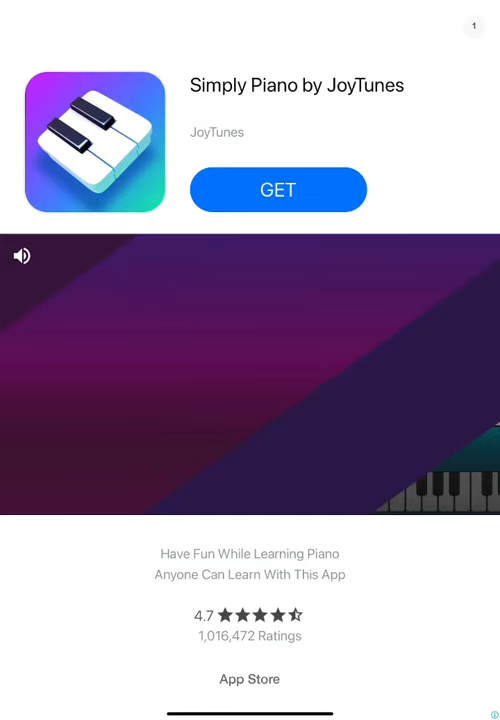 1
Simply Piano by JoyTunes
JoyTunes
GET
Have Fun While Learning Piano
Anyone Can Learn With This App
4.7
1,016,472 Ratings
App Store